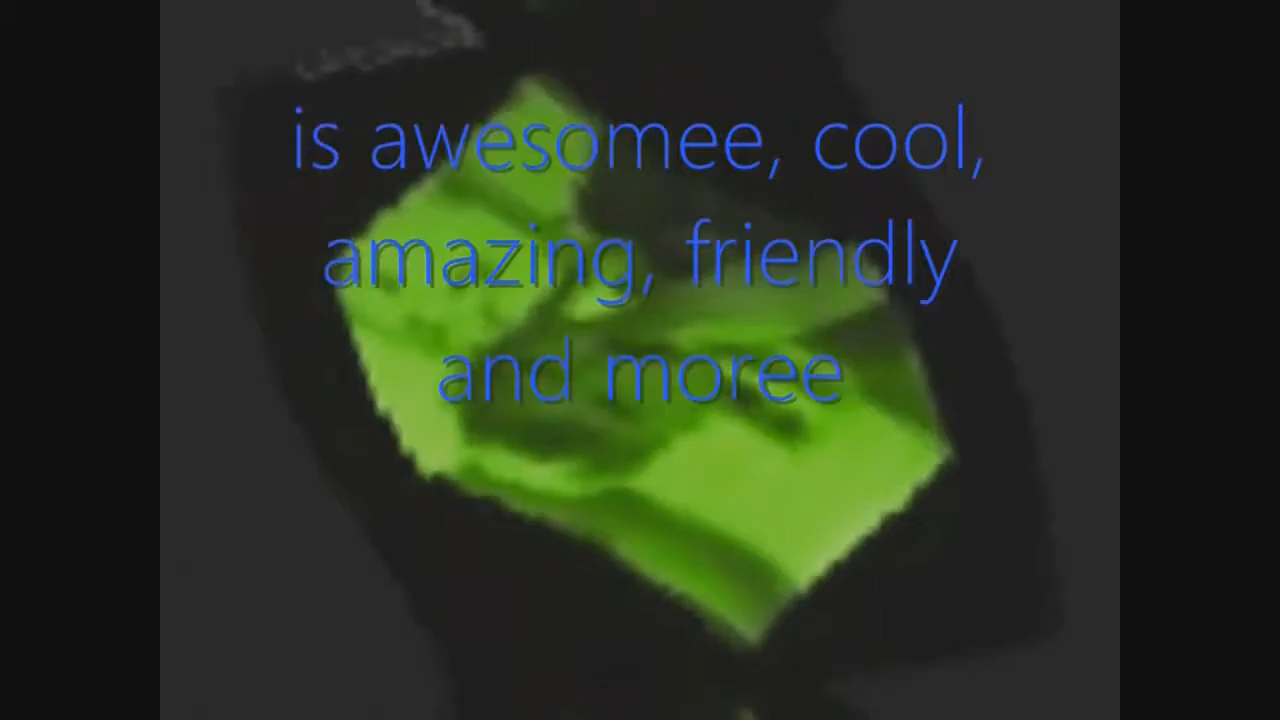 is awesomee, cool,
amazing, friendly
and moree